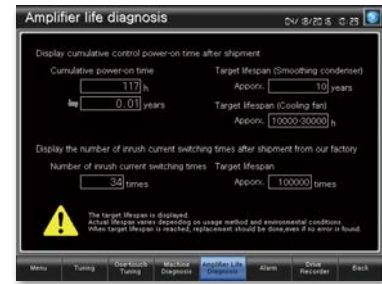 Amplifier life diagnosis
Display cumulative control power-on time after shipment
Cumulative power-on time
Target lifespan (Smoothing condenser)
117 h
Apporx. 10 years
0.01 years
Target lifespan (Cooling fan)
Apporx. 10000-30000 h
Display the number of inrush current switching times after shipment from our factory
Number of inrush current switching times
Target lifespan
34 times
Apporx. 100000 times
The target lifespan is displayed.
Actual lifespan varies depending on usage method and environmental conditions
When target lifespan is reached, replacement should be done,even if no error is found.
Menu
Tuning
One-touch Tuning
Machine Diagnosis
Amplifier Life Diagnosis
Alarm
Drive Recorder
Back